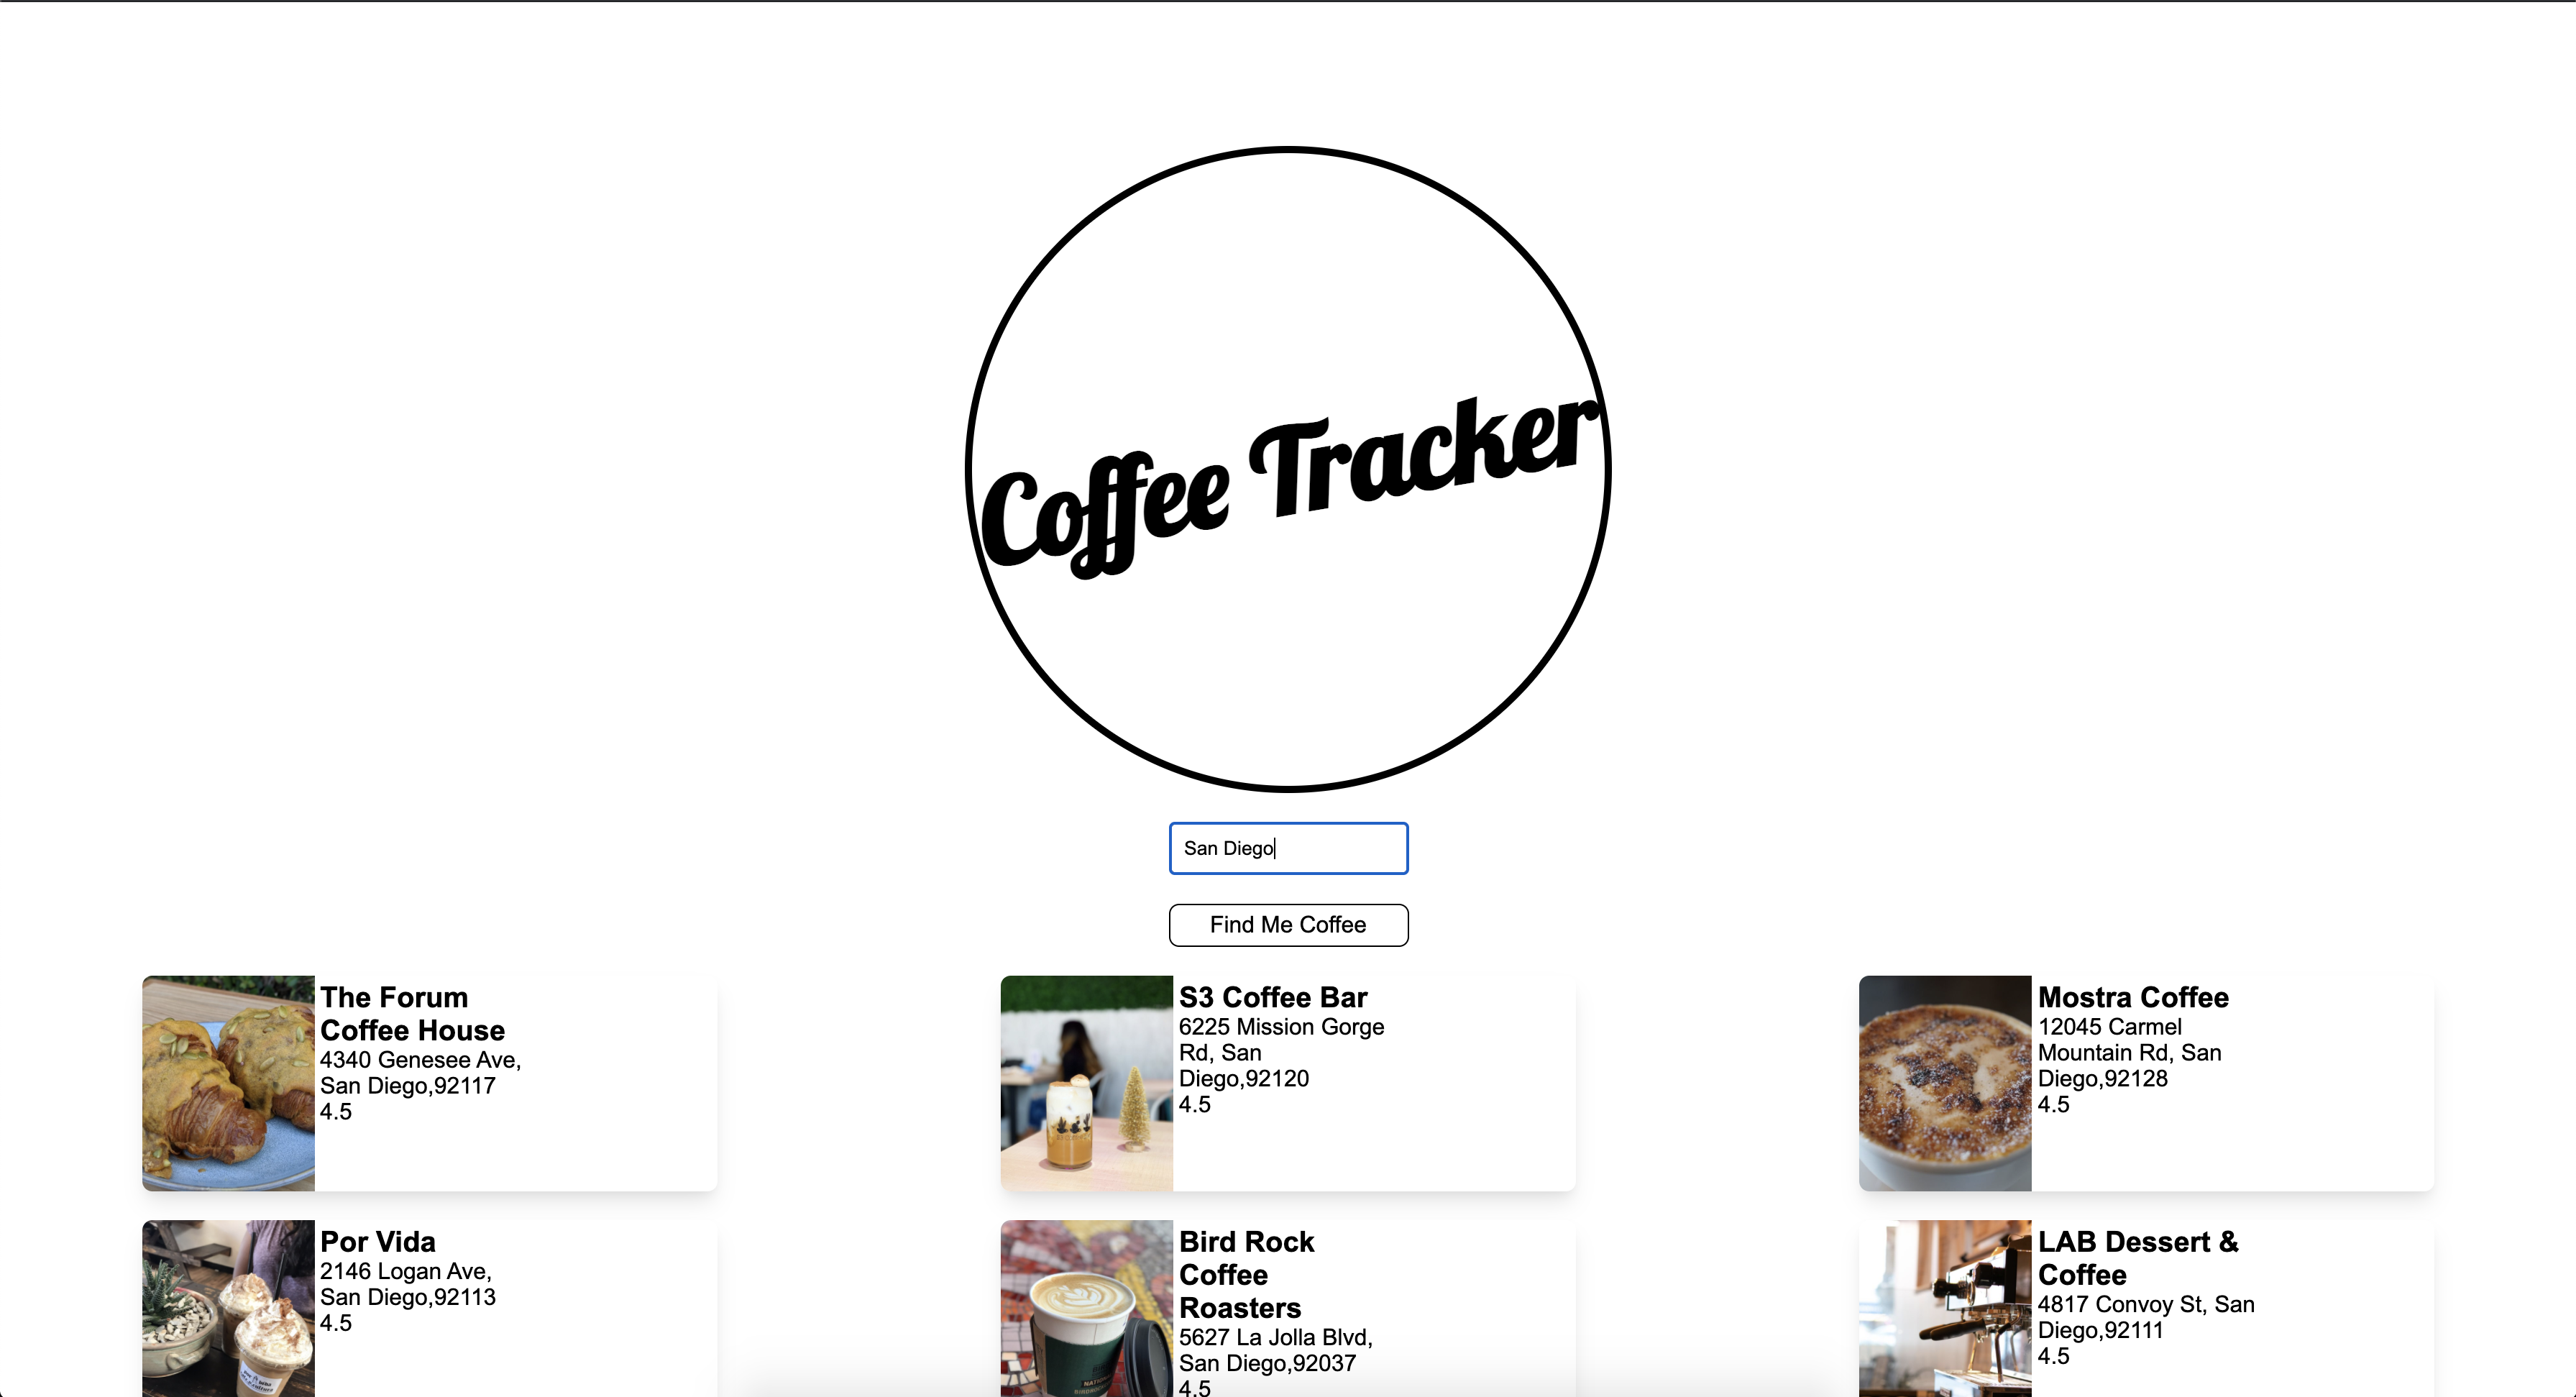 Coffee Tracker
San Diego
Find Me Coffee
The Forum
Coffee House
4340 Genesee Ave,
San Diego,92117
4.5
S3 Coffee Bar
6225 Mission Gorge
Rd, San
Diego,92120
4.5
Mostra Coffee
12045 Carmel
Mountain Rd, San
Diego,92128
4.5
Por Vida
2146 Logan Ave,
San Diego,92113
4.5
Bird Rock
Coffee
Roasters
5627 La Jolla Blvd,
San Diego,92037
4.5
LAB Dessert &
Coffee
4817 Convoy St, San
Diego,92111
4.5